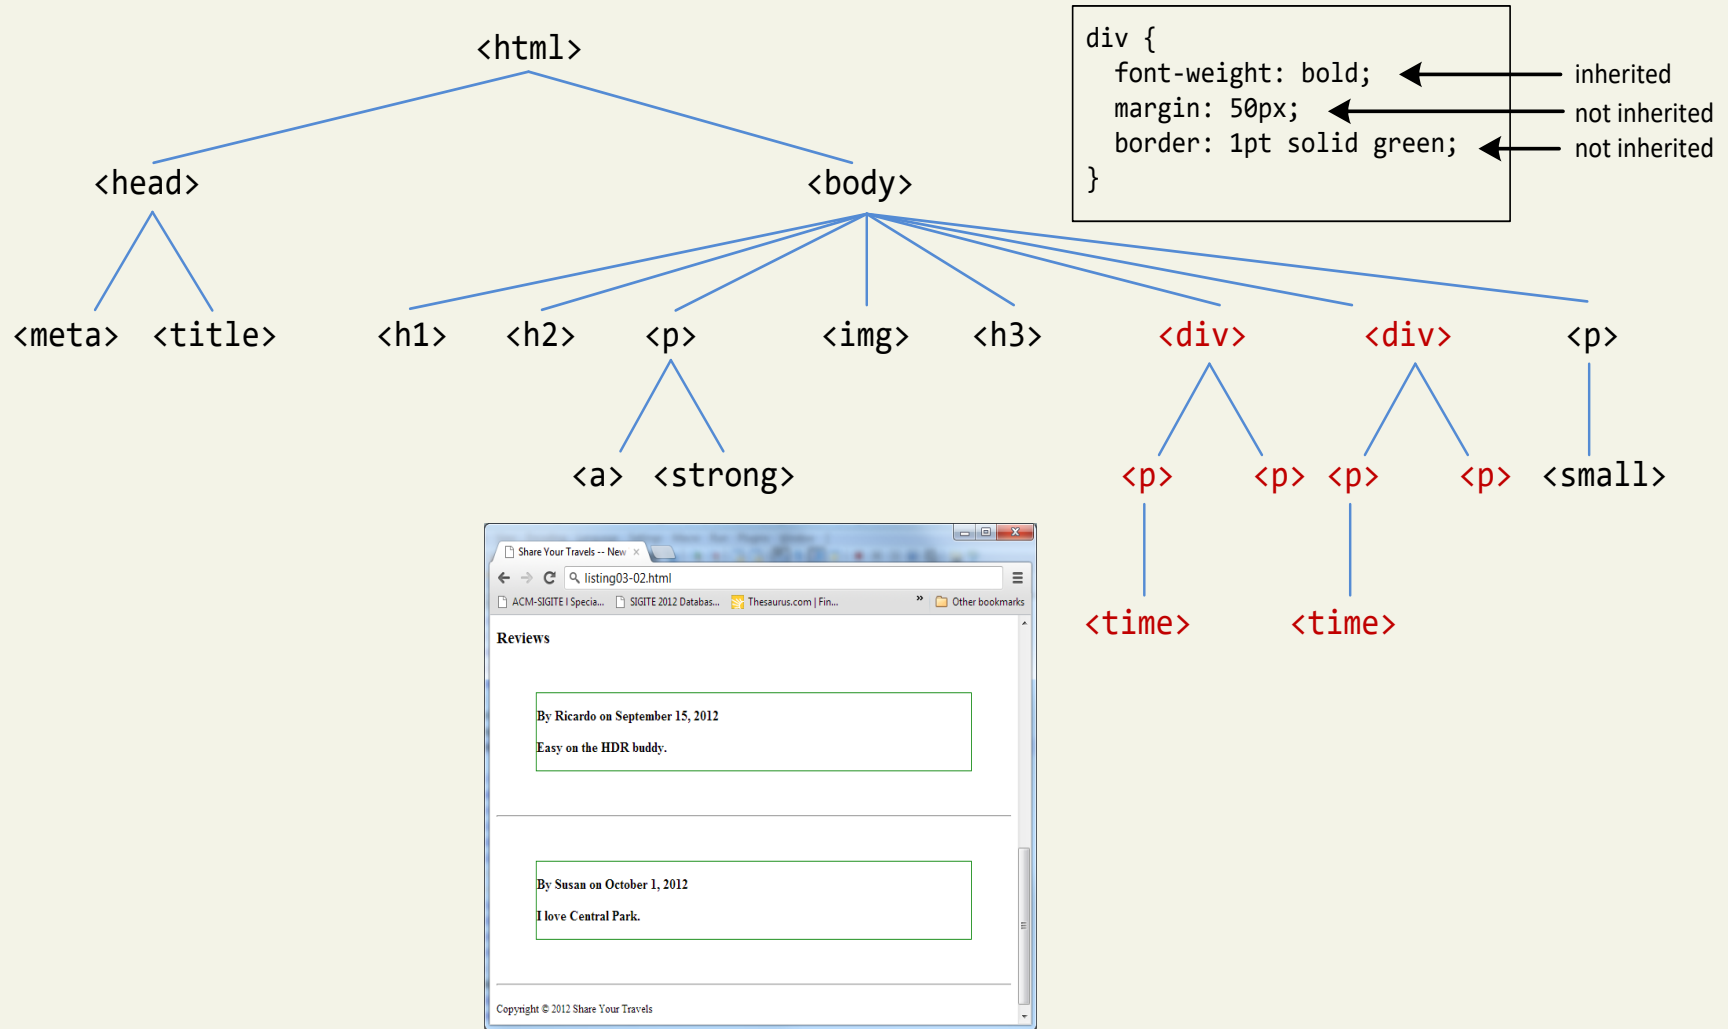 <html>
div {
font-weight: bold;
inherited
margin: 50px;
not inherited
border: 1pt solid green;
not inherited
}
<head>
<body>
<meta> <title> <h1> <h2> <p> <img> <h3> <div> <div> <p>
<a> <strong> <p> <p> <p> <p> <small>
<time> <time>
Share Your Travels -- New
listing03-02.html
ACM-SIGITE | Specia... SIGITE 2012 Databas... Thesaurus.com | Fin... » Other bookmarks
Reviews
By Ricardo on September 15, 2012
Easy on the HDR buddy.
By Susan on October 1, 2012
I love Central Park.
Copyright © 2012 Share Your Travels